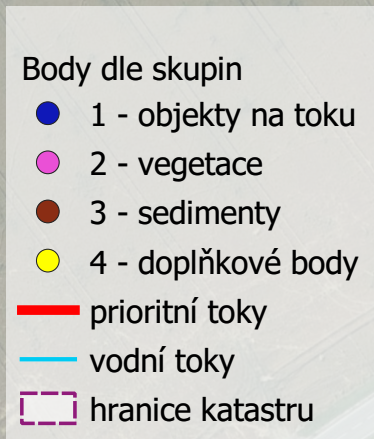 Body dle skupin
1 - objekty na toku
2 - vegetace
3 - sedimenty
4 - doplňkové body
prioritní toky
vodní toky
hranice katastru